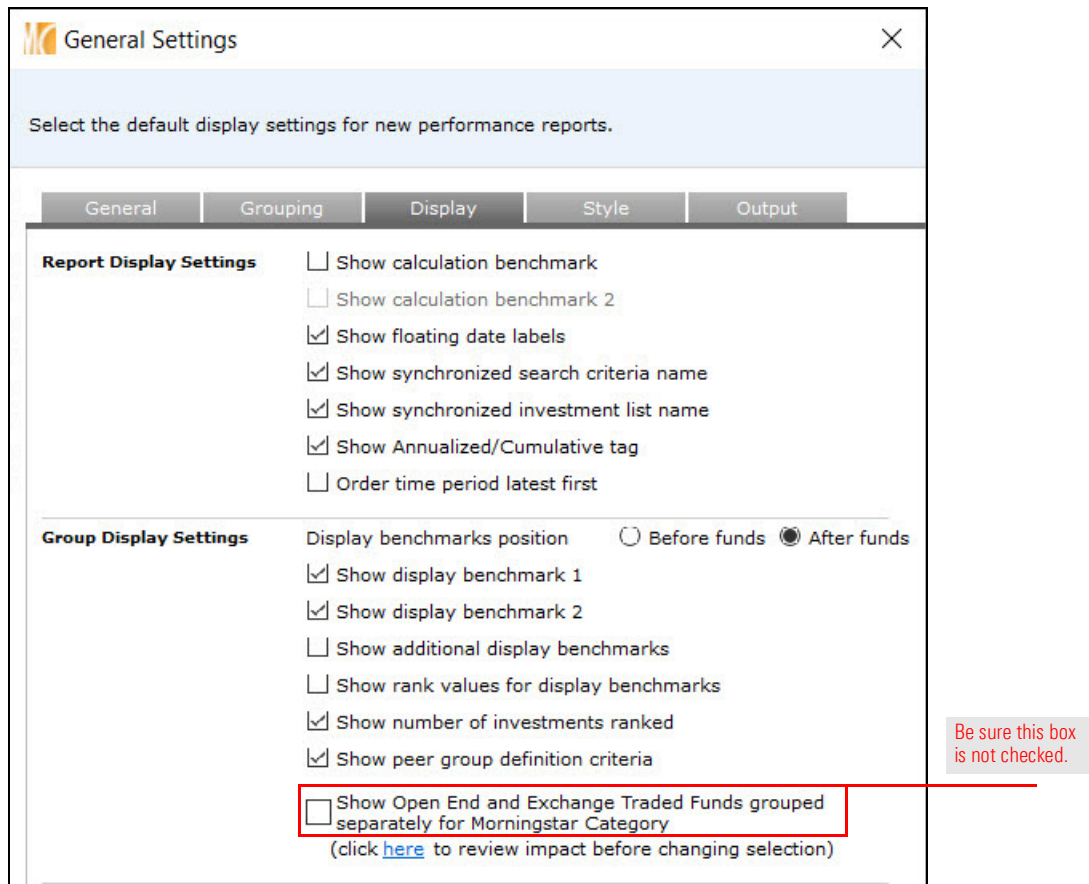 General Settings
Select the default display settings for new performance reports.
General Grouping Display Style Output
Report Display Settings Show calculation benchmark
Show calculation benchmark 2
Show floating date labels
Show synchronized search criteria name
Show synchronized investment list name
Show Annualized/Cumulative tag
Order time period latest first
Group Display Settings Display benchmarks position Before funds After funds
Show display benchmark 1
Show display benchmark 2
Show additional display benchmarks
Show rank values for display benchmarks
Show number of investments ranked
Show peer group definition criteria
Show Open End and Exchange Traded Funds grouped
separately for Morningstar Category
(click here to review impact before changing selection)
Be sure this box
is not checked.